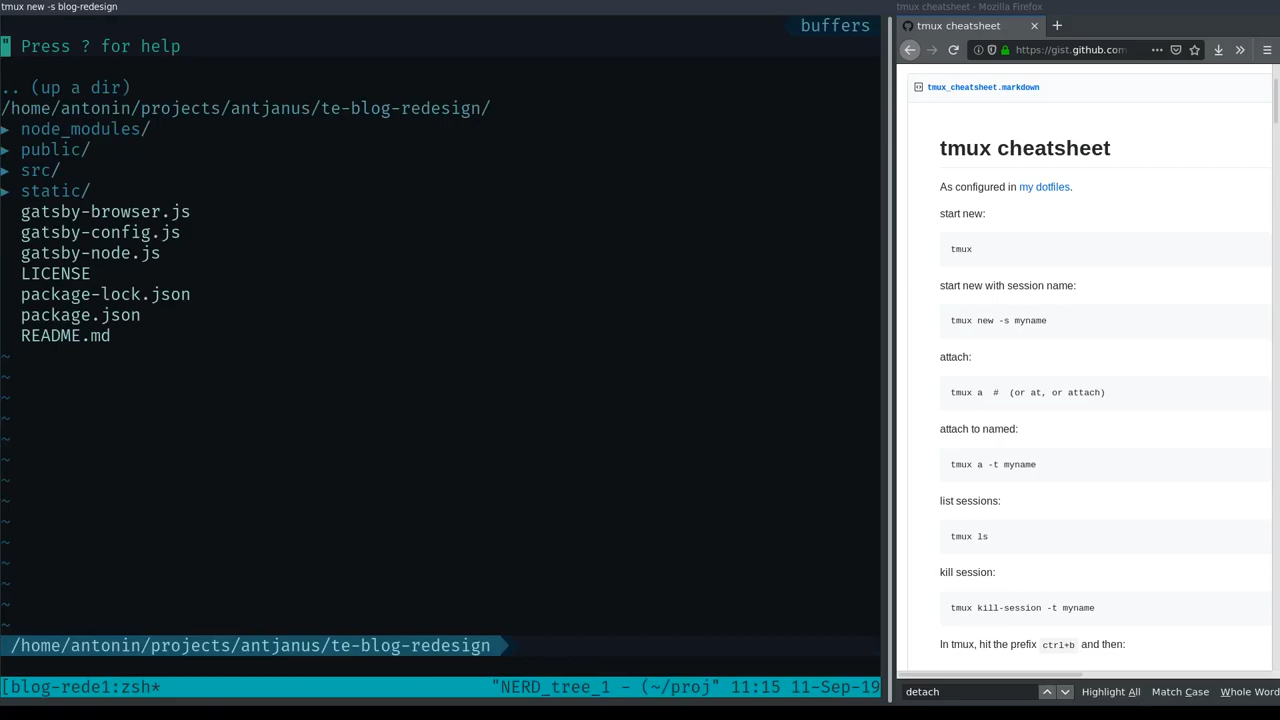 tmux new -s blog-redesign
buffers
" Press ? for help
.. (up a dir)
/home/antonin/projects/antjanus/te-blog-redesign/
▸ node_modules/
▸ public/
▸ src/
▸ static/
gatsby-browser.js
gatsby-config.js
gatsby-node.js
LICENSE
package-lock.json
package.json
README.md
~
~
~
~
~
~
~
~
~
~
~
~
~
~
/home/antonin/projects/antjanus/te-blog-redesign
[blog-rede1:zsh* "NERD_tree_1 - (~/proj" 11:15 11-Sep-19
tmux cheatsheet - Mozilla Firefox
tmux cheatsheet
https://gist.github.com
tmux_cheatsheet.markdown
tmux cheatsheet
As configured in my dotfiles.
start new:
tmux
start new with session name:
tmux new -s myname
attach:
tmux a  #  (or at, or attach)
attach to named:
tmux a -t myname
list sessions:
tmux ls
kill session:
tmux kill-session -t myname
In tmux, hit the prefix ctrl+b and then:
detach Highlight All Match Case Whole Word